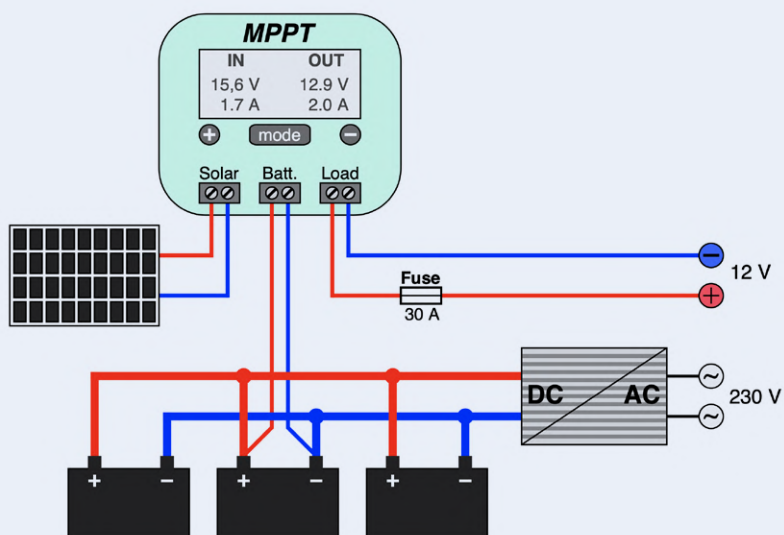 MPPT
IN OUT
15,6 V 12.9 V
1.7 A 2.0 A
+ mode −
Solar Batt. Load
Fuse
30 A
− 12 V
+
DC AC
~ 230 V
~
+ − + − + −